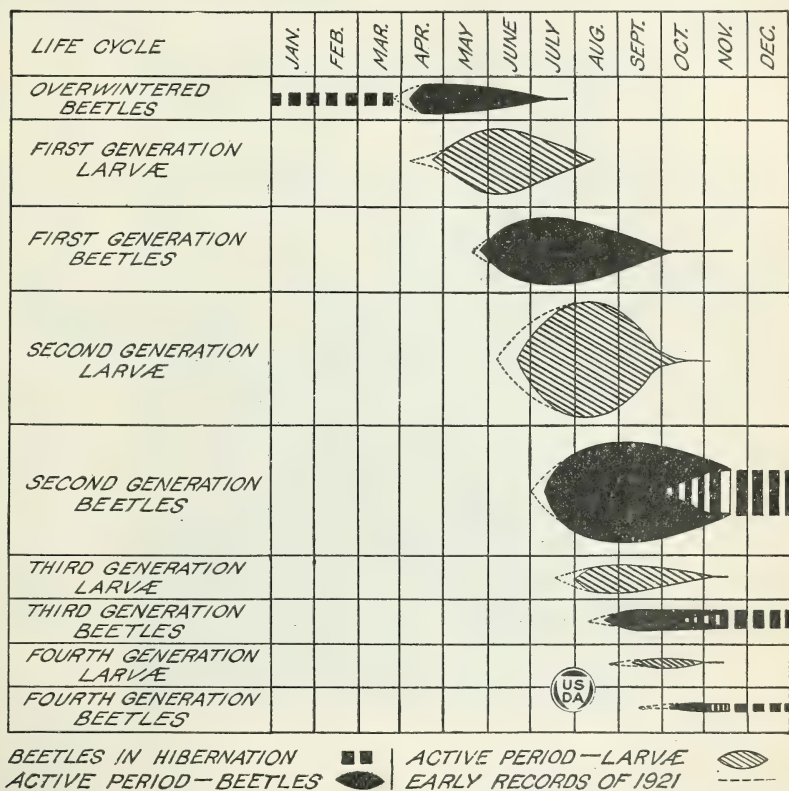 LIFE CYCLE
JAN.
FEB.
MAR.
APR.
MAY
JUNE
JULY
AUG.
SEPT.
OCT.
NOV.
DEC.
OVERWINTERED
BEETLES
FIRST GENERATION
LARVÆ
FIRST GENERATION
BEETLES
SECOND GENERATION
LARVÆ
SECOND GENERATION
BEETLES
THIRD GENERATION
LARVÆ
THIRD GENERATION
BEETLES
FOURTH GENERATION
LARVÆ
FOURTH GENERATION
BEETLES
US
DA
BEETLES IN HIBERNATION
ACTIVE PERIOD—BEETLES
ACTIVE PERIOD—LARVÆ
EARLY RECORDS OF 1921